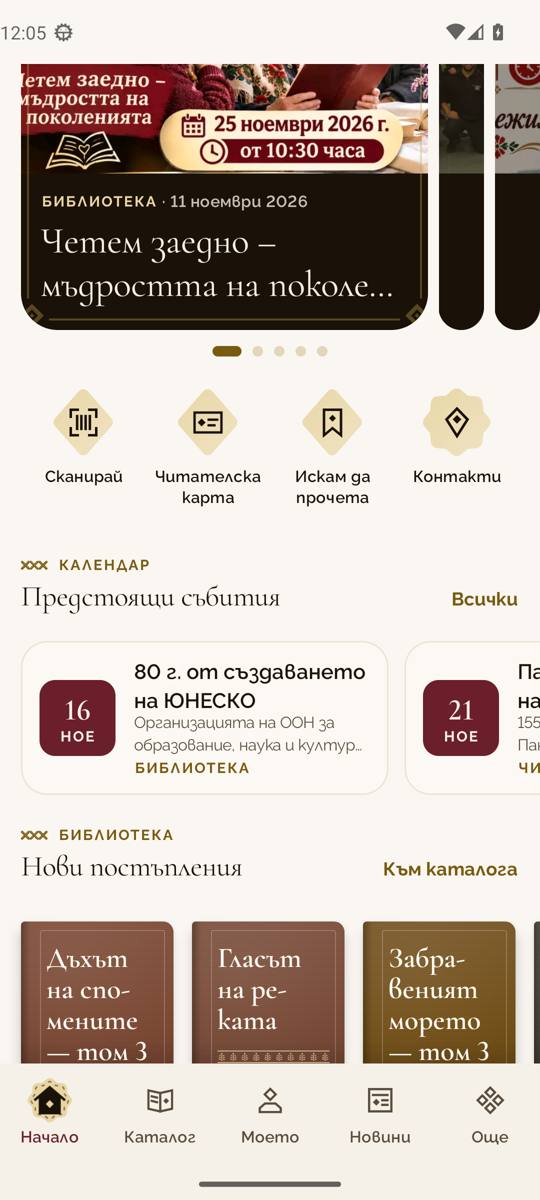 12:05
Четем заедно –
мъдростта на
поколенията
25 ноември 2026 г.
от 10:30 часа
БИБЛИОТЕКА · 11 ноември 2026
Четем заедно –
мъдростта на поколе...
Сканирай
Читателска
карта
Искам да
прочета
Контакти
КАЛЕНДАР
Предстоящи събития
Всички
16
НОЕ
80 г. от създаването
на ЮНЕСКО
Организацията на ООН за
образование, наука и култур...
БИБЛИОТЕКА
21
НОЕ
155
БИБЛИОТЕКА
Нови постъпления
Към каталога
Дъхът
на спо-
мените
— том 3
Гласът
на ре-
ката
Забра-
веният
морето
— том 3
Начало
Каталог
Моето
Новини
Още